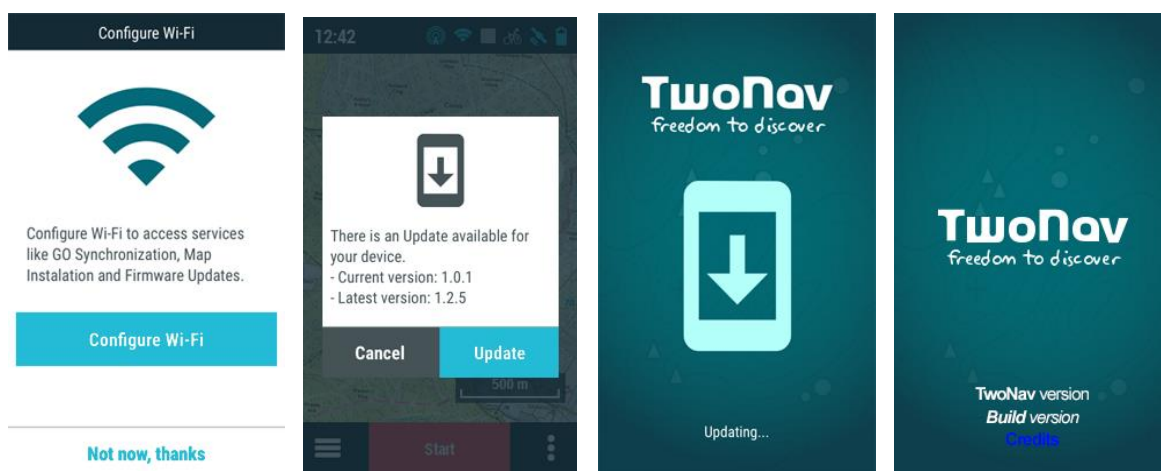 Configure Wi-Fi
Configure Wi-Fi to access services
like GO Synchronization, Map
Instalation and Firmware Updates.
Configure Wi-Fi
Not now, thanks
12:42
There is an Update available for
your device.
- Current version: 1.0.1
- Latest version: 1.2.5
Cancel
Update
500 m
Start
TwoNav
freedom to discover
Updating...
TwoNav
freedom to discover
TwoNav version
Build version
Credits